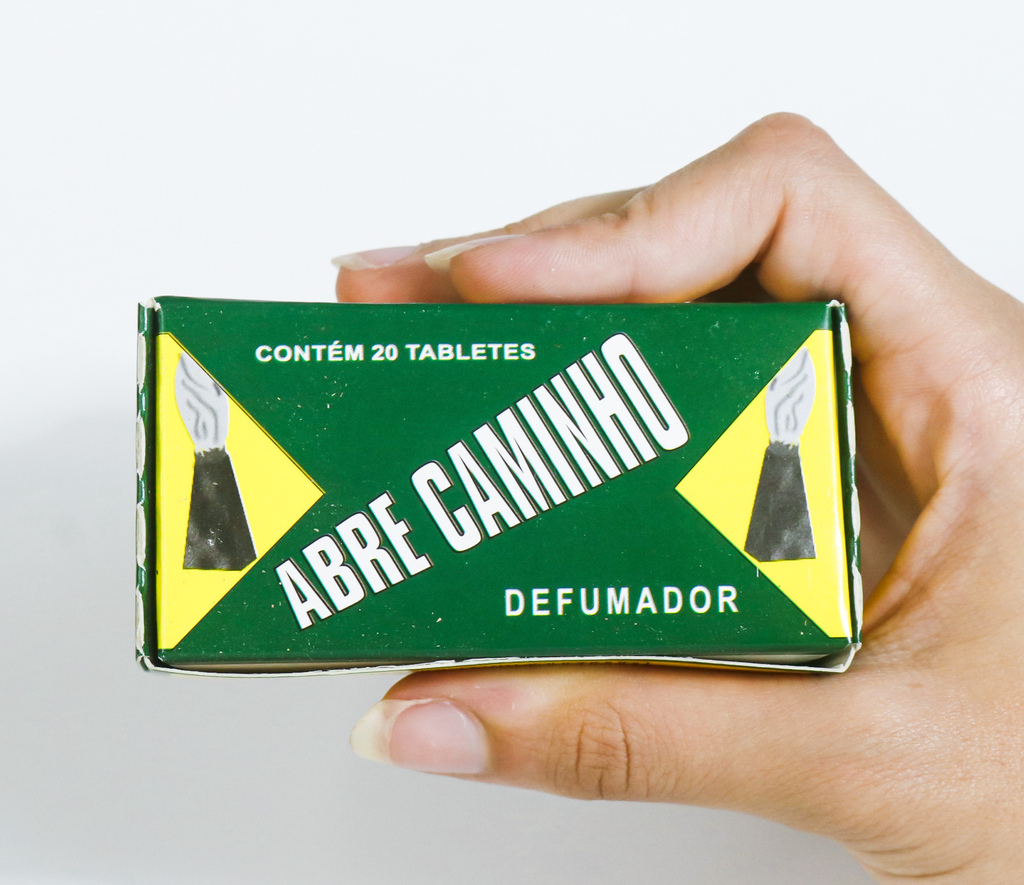 CONTÉM 20 TABLETES
ABRE CAMINHO
DEFUMADOR